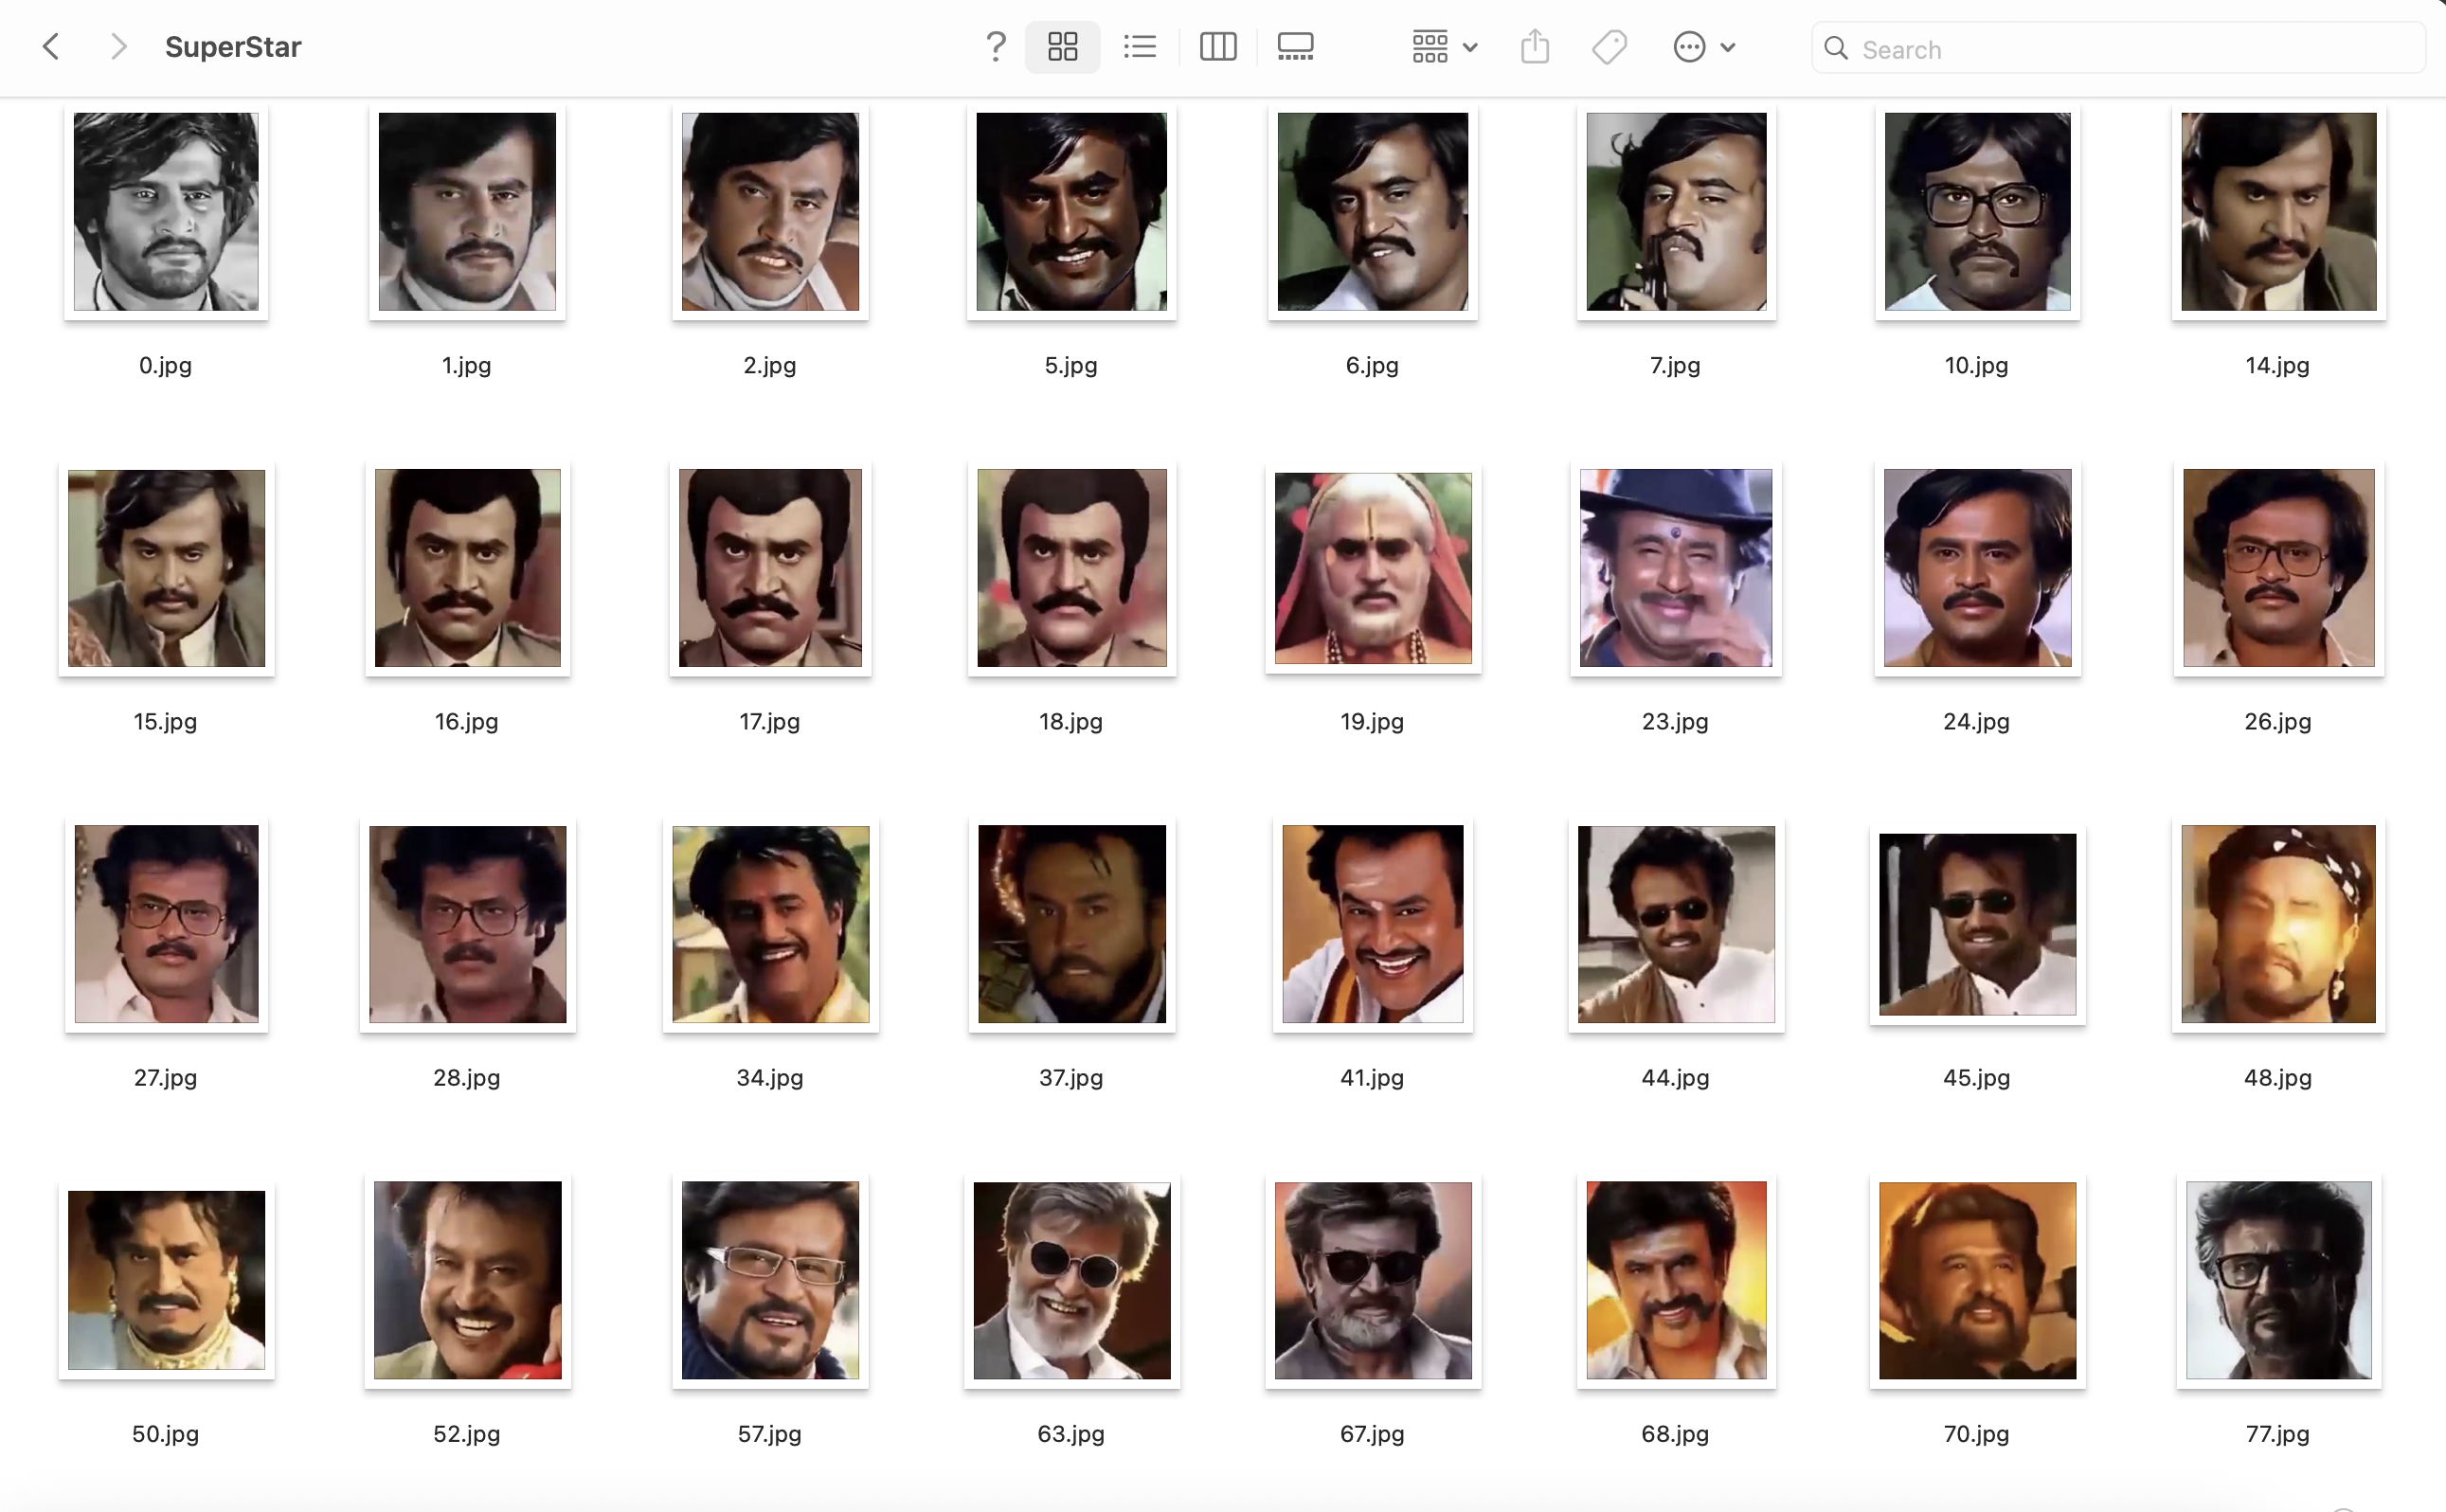 SuperStar
Search
0.jpg 1.jpg 2.jpg 5.jpg 6.jpg 7.jpg 10.jpg 14.jpg
15.jpg 16.jpg 17.jpg 18.jpg 19.jpg 23.jpg 24.jpg 26.jpg
27.jpg 28.jpg 34.jpg 37.jpg 41.jpg 44.jpg 45.jpg 48.jpg
50.jpg 52.jpg 57.jpg 63.jpg 67.jpg 68.jpg 70.jpg 77.jpg